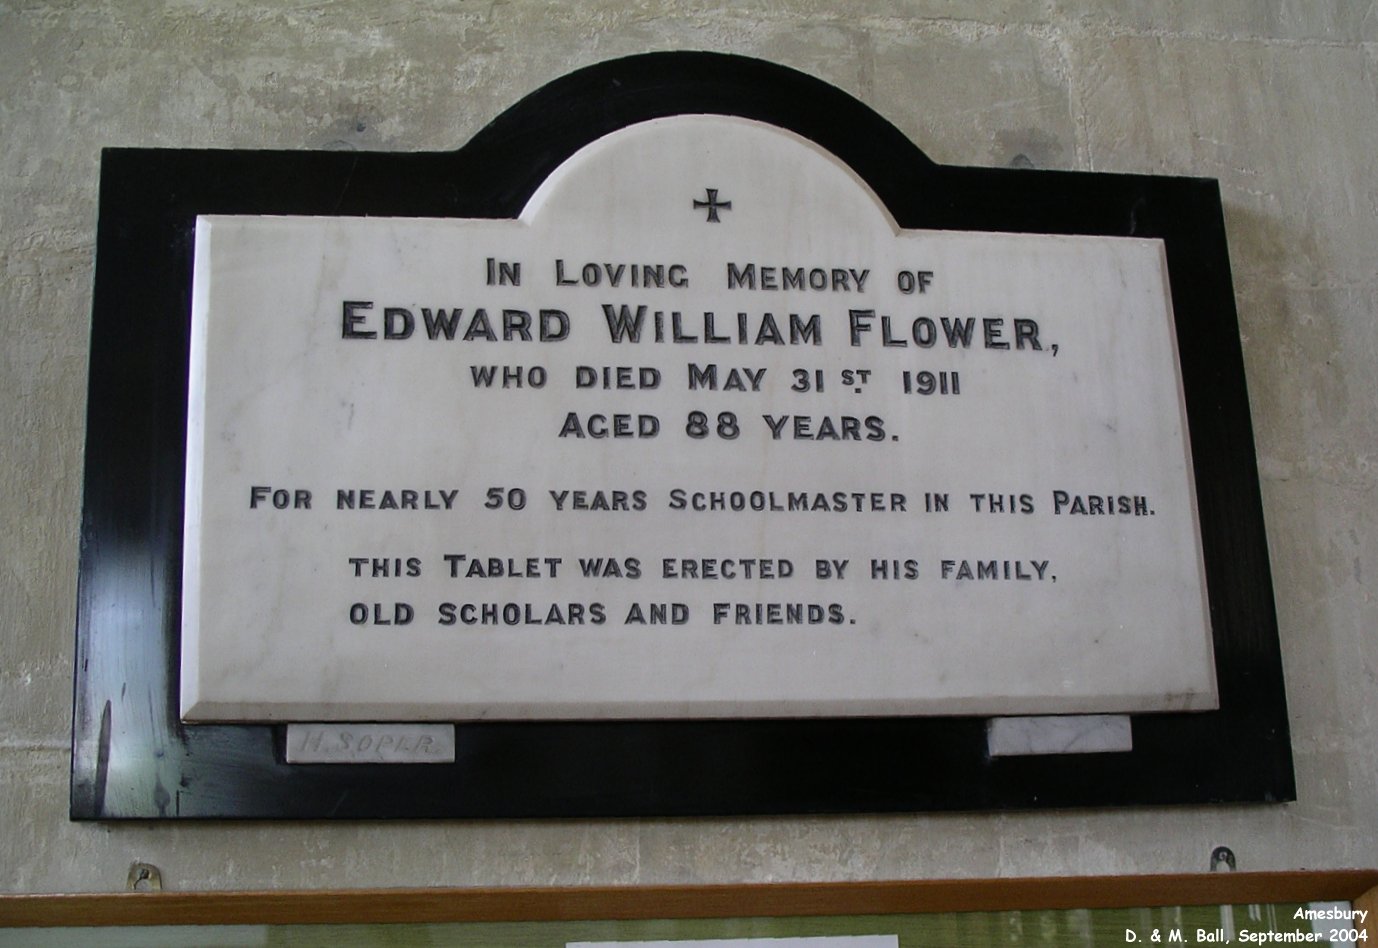 IN LOVING MEMORY OF
EDWARD WILLIAM FLOWER,
WHO DIED MAY 31ST. 1911
AGED 88 YEARS.
FOR NEARLY 50 YEARS SCHOOLMASTER IN THIS PARISH.
THIS TABLET WAS ERECTED BY HIS FAMILY,
OLD SCHOLARS AND FRIENDS.
H. SOPER.
Amesbury
D. & M. Ball, September 2004